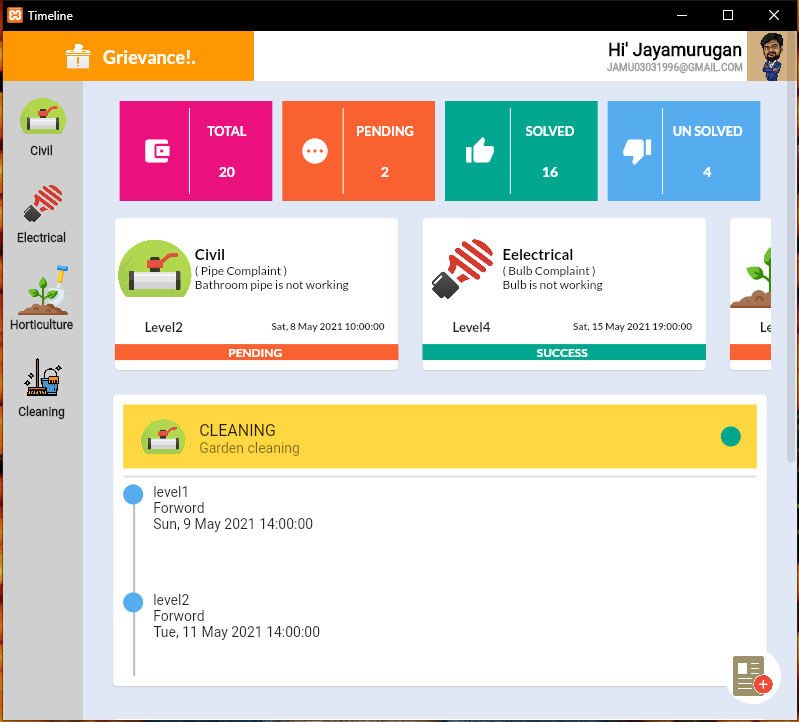 Timeline
Grievance!.
Hi' Jayamurugan
JAMU03031996@GMAIL.COM
Civil
Electrical
Horticulture
Cleaning
TOTAL
20
PENDING
2
SOLVED
16
UN SOLVED
4
Civil
( Pipe Complaint )
Bathroom pipe is not working
Level2 Sat, 8 May 2021 10:00:00
PENDING
Eelectrical
( Bulb Complaint )
Bulb is not working
Level4 Sat, 15 May 2021 19:00:00
SUCCESS
Le
CLEANING
Garden cleaning
level1
Forword
Sun, 9 May 2021 14:00:00
level2
Forword
Tue, 11 May 2021 14:00:00